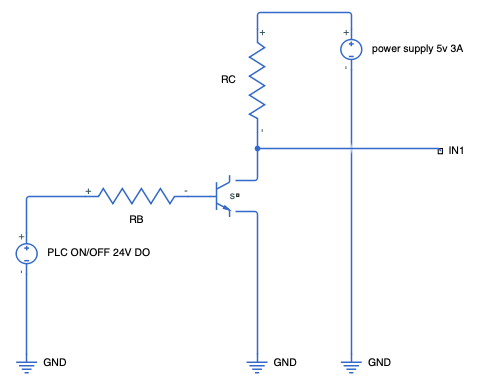 RC
power supply 5v 3A
IN1
RB
PLC ON/OFF 24V DO
GND
GND
GND